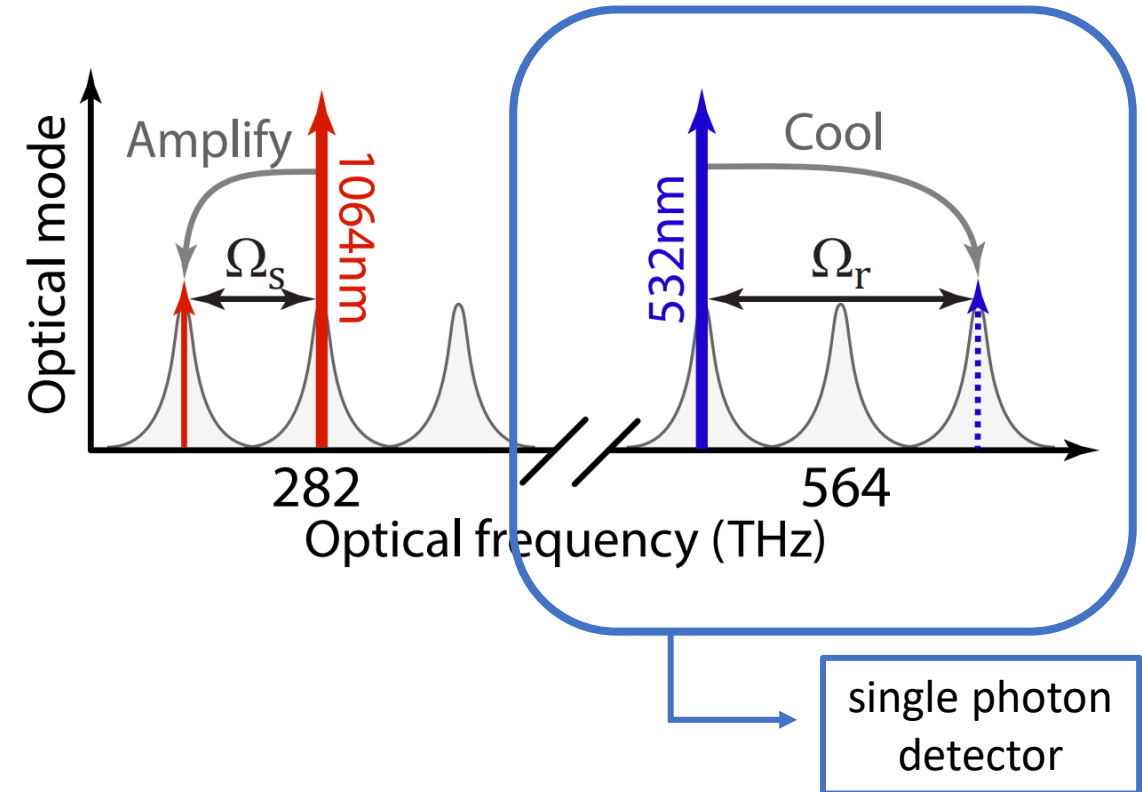 Optical mode
Amplify
Ωs
1064nm
532nm
Cool
Ωr
282
564
Optical frequency (THz)
single photon
detector